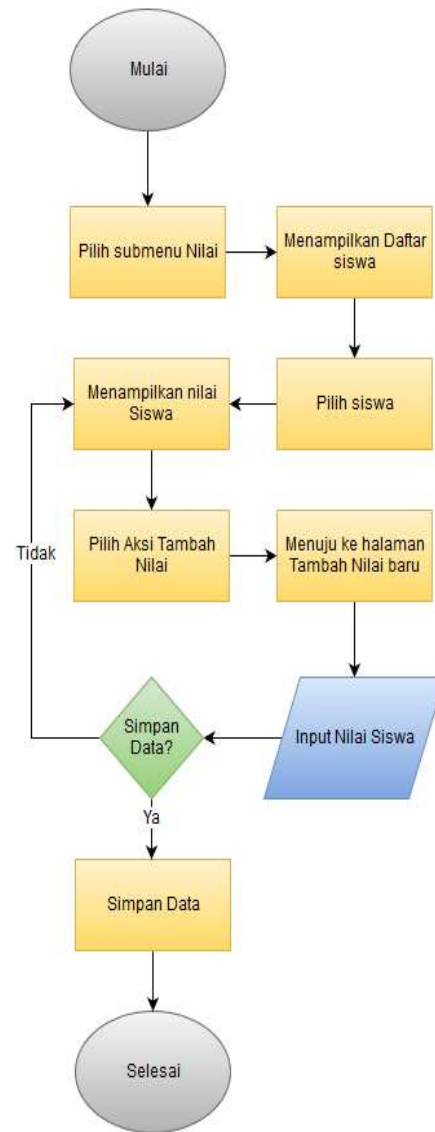 Mulai
Pilih submenu Nilai
Menampilkan Daftar
siswa
Pilih siswa
Menampilkan nilai
Siswa
Pilih Aksi Tambah
Nilai
Menuju ke halaman
Tambah Nilai baru
Input Nilai Siswa
Simpan
Data?
Tidak
Ya
Simpan Data
Selesai